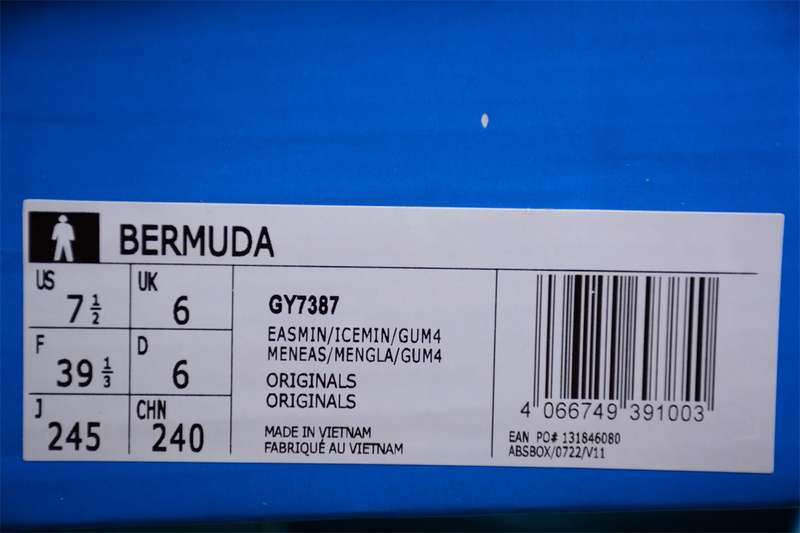 BERMUDA
US 7 1/2 UK 6
F 39 1/3 D 6
J 245 CHN 240
GY7387
EASMIN/ICEMIN/GUM4
MENEAS/MENGLA/GUM4
ORIGINALS
ORIGINALS
MADE IN VIETNAM
FABRIQUÉ AU VIETNAM
4 066749 391003
EAN PO# 131846080
ABSBOX/0722/V11